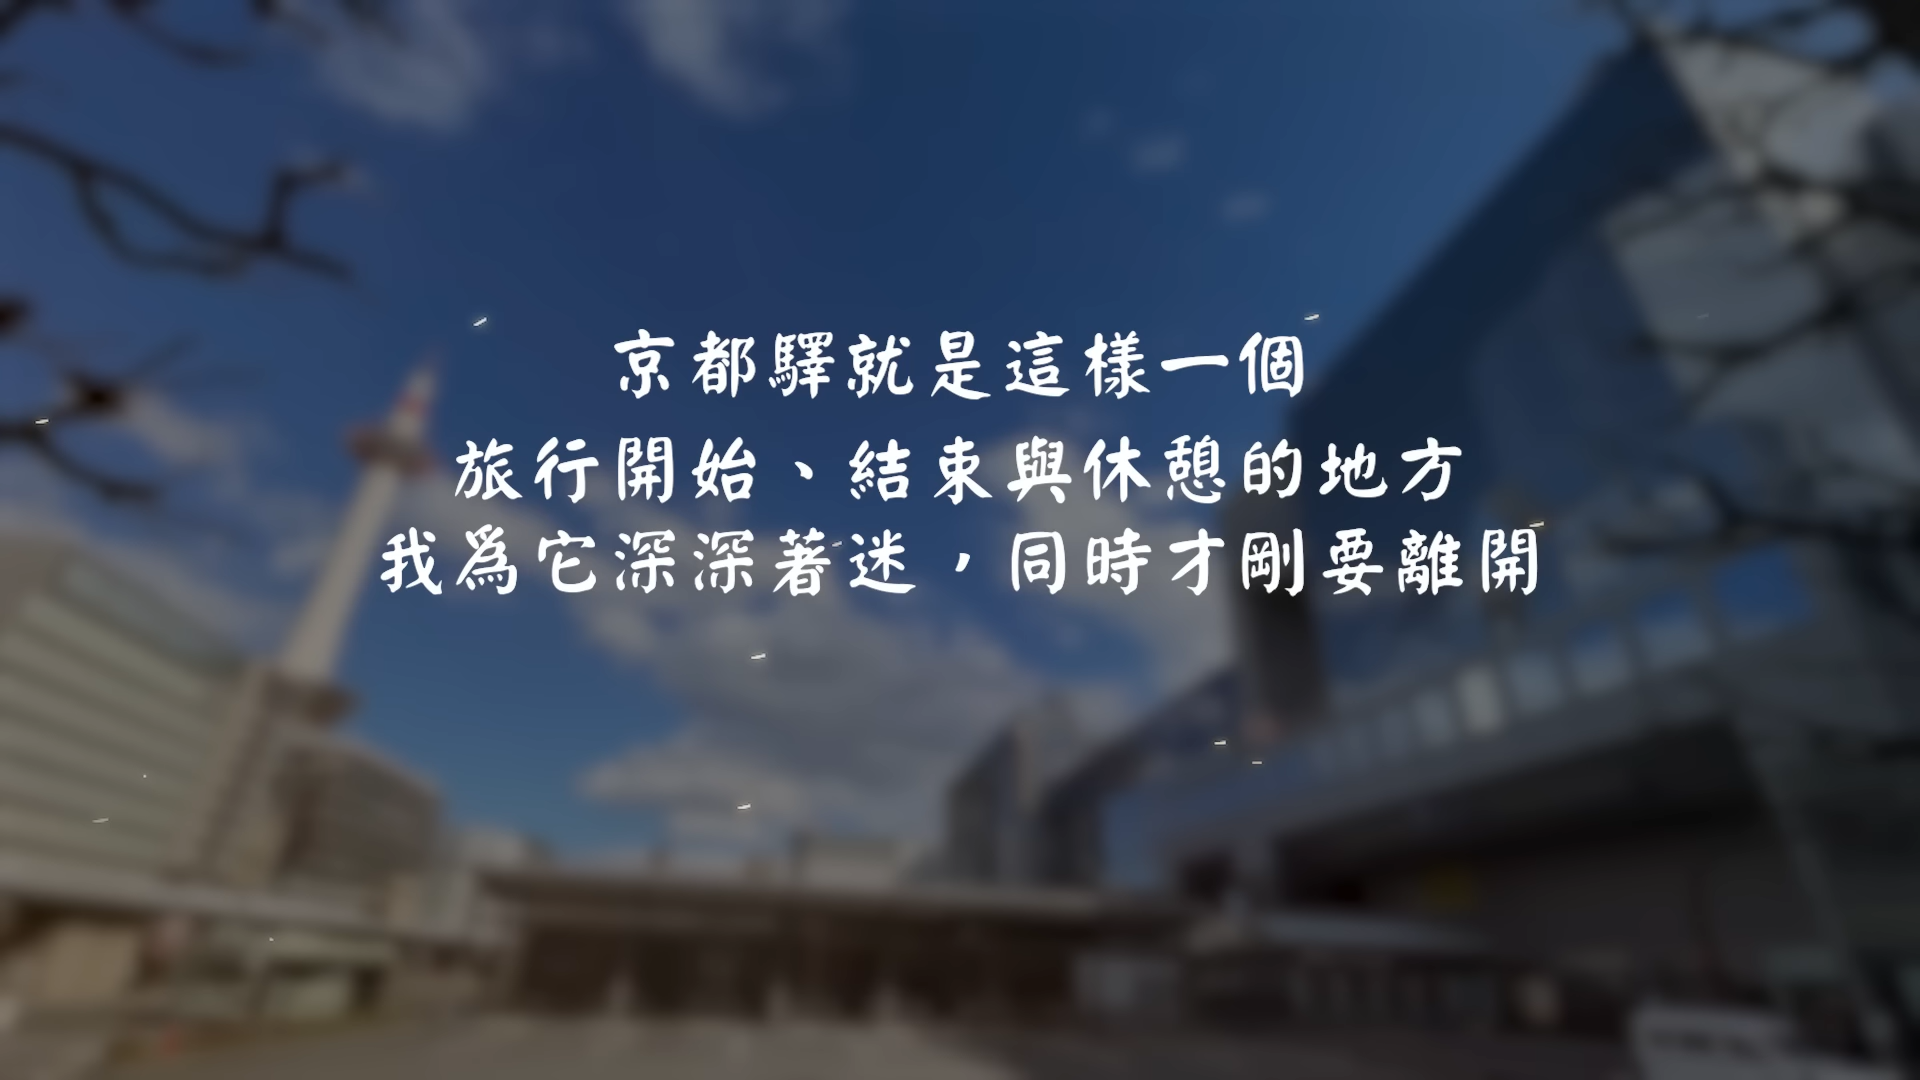 京都驛就是這樣一個
旅行開始、結束與休憩的地方
我爲它深深著迷，同時才剛要離開